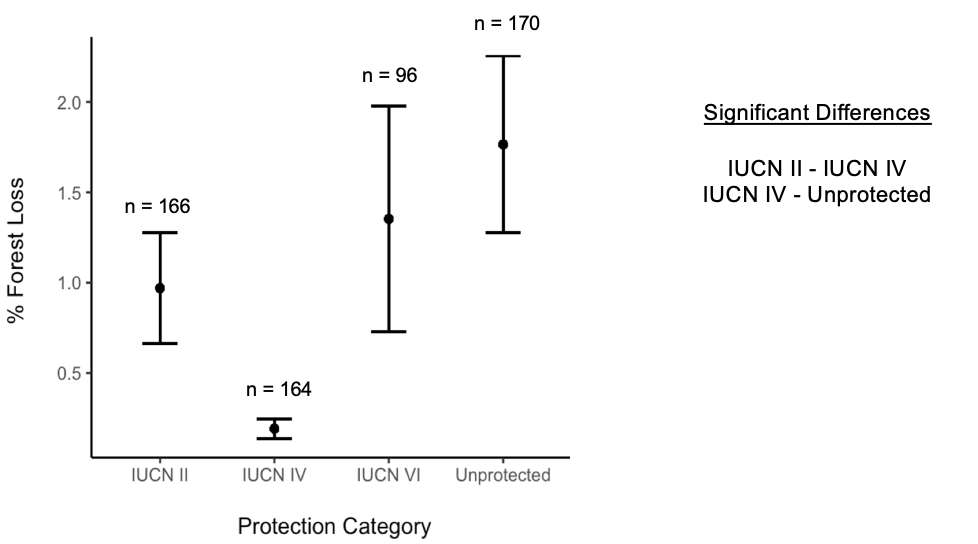 n = 170
n = 96
n = 166
n = 164
% Forest Loss
2.0
1.5
1.0
0.5
IUCN II
IUCN IV
IUCN VI
Unprotected
Protection Category
Significant Differences
IUCN II - IUCN IV
IUCN IV - Unprotected